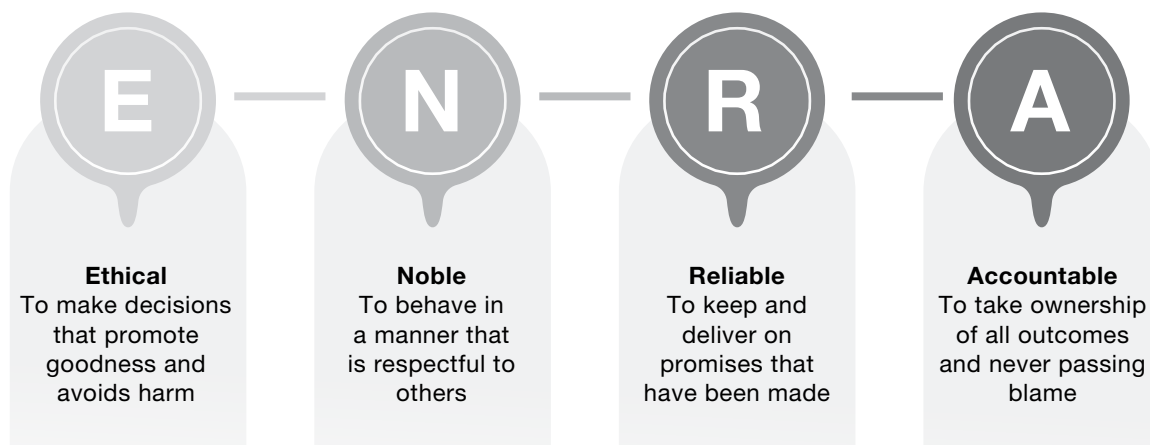 E
N
R
A
Ethical
To make decisions
that promote
goodness and
avoids harm
Noble
To behave in
a manner that
is respectful to
others
Reliable
To keep and
deliver on
promises that
have been made
Accountable
To take ownership
of all outcomes
and never passing
blame